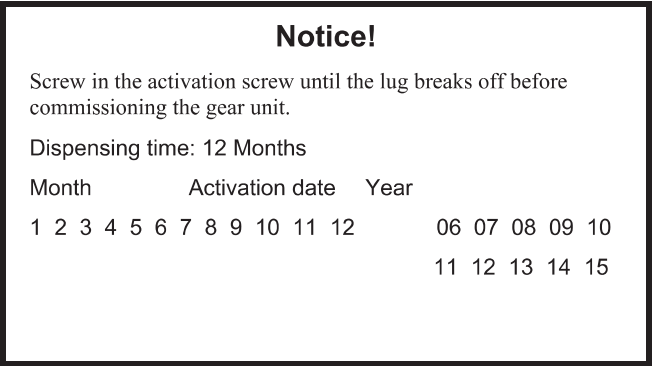 Notice!
Screw in the activation screw until the lug breaks off before
commissioning the gear unit.
Dispensing time: 12 Months
Month Activation date Year
1 2 3 4 5 6 7 8 9 10 11 12 06 07 08 09 10
11 12 13 14 15